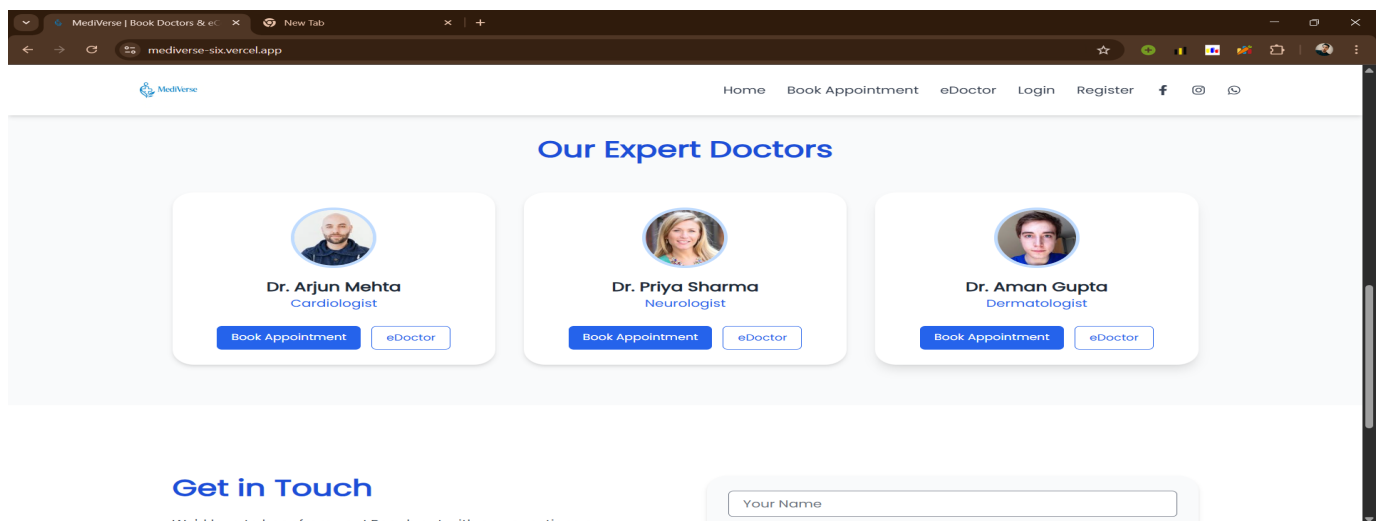 MediVerse | Book Doctors & eC
New Tab
mediverse-six.vercel.app
MediVerse
Home Book Appointment eDoctor Login Register
Our Expert Doctors
Dr. Arjun Mehta
Cardiologist
Book Appointment eDoctor
Dr. Priya Sharma
Neurologist
Book Appointment eDoctor
Dr. Aman Gupta
Dermatologist
Book Appointment eDoctor
Get in Touch
Your Name